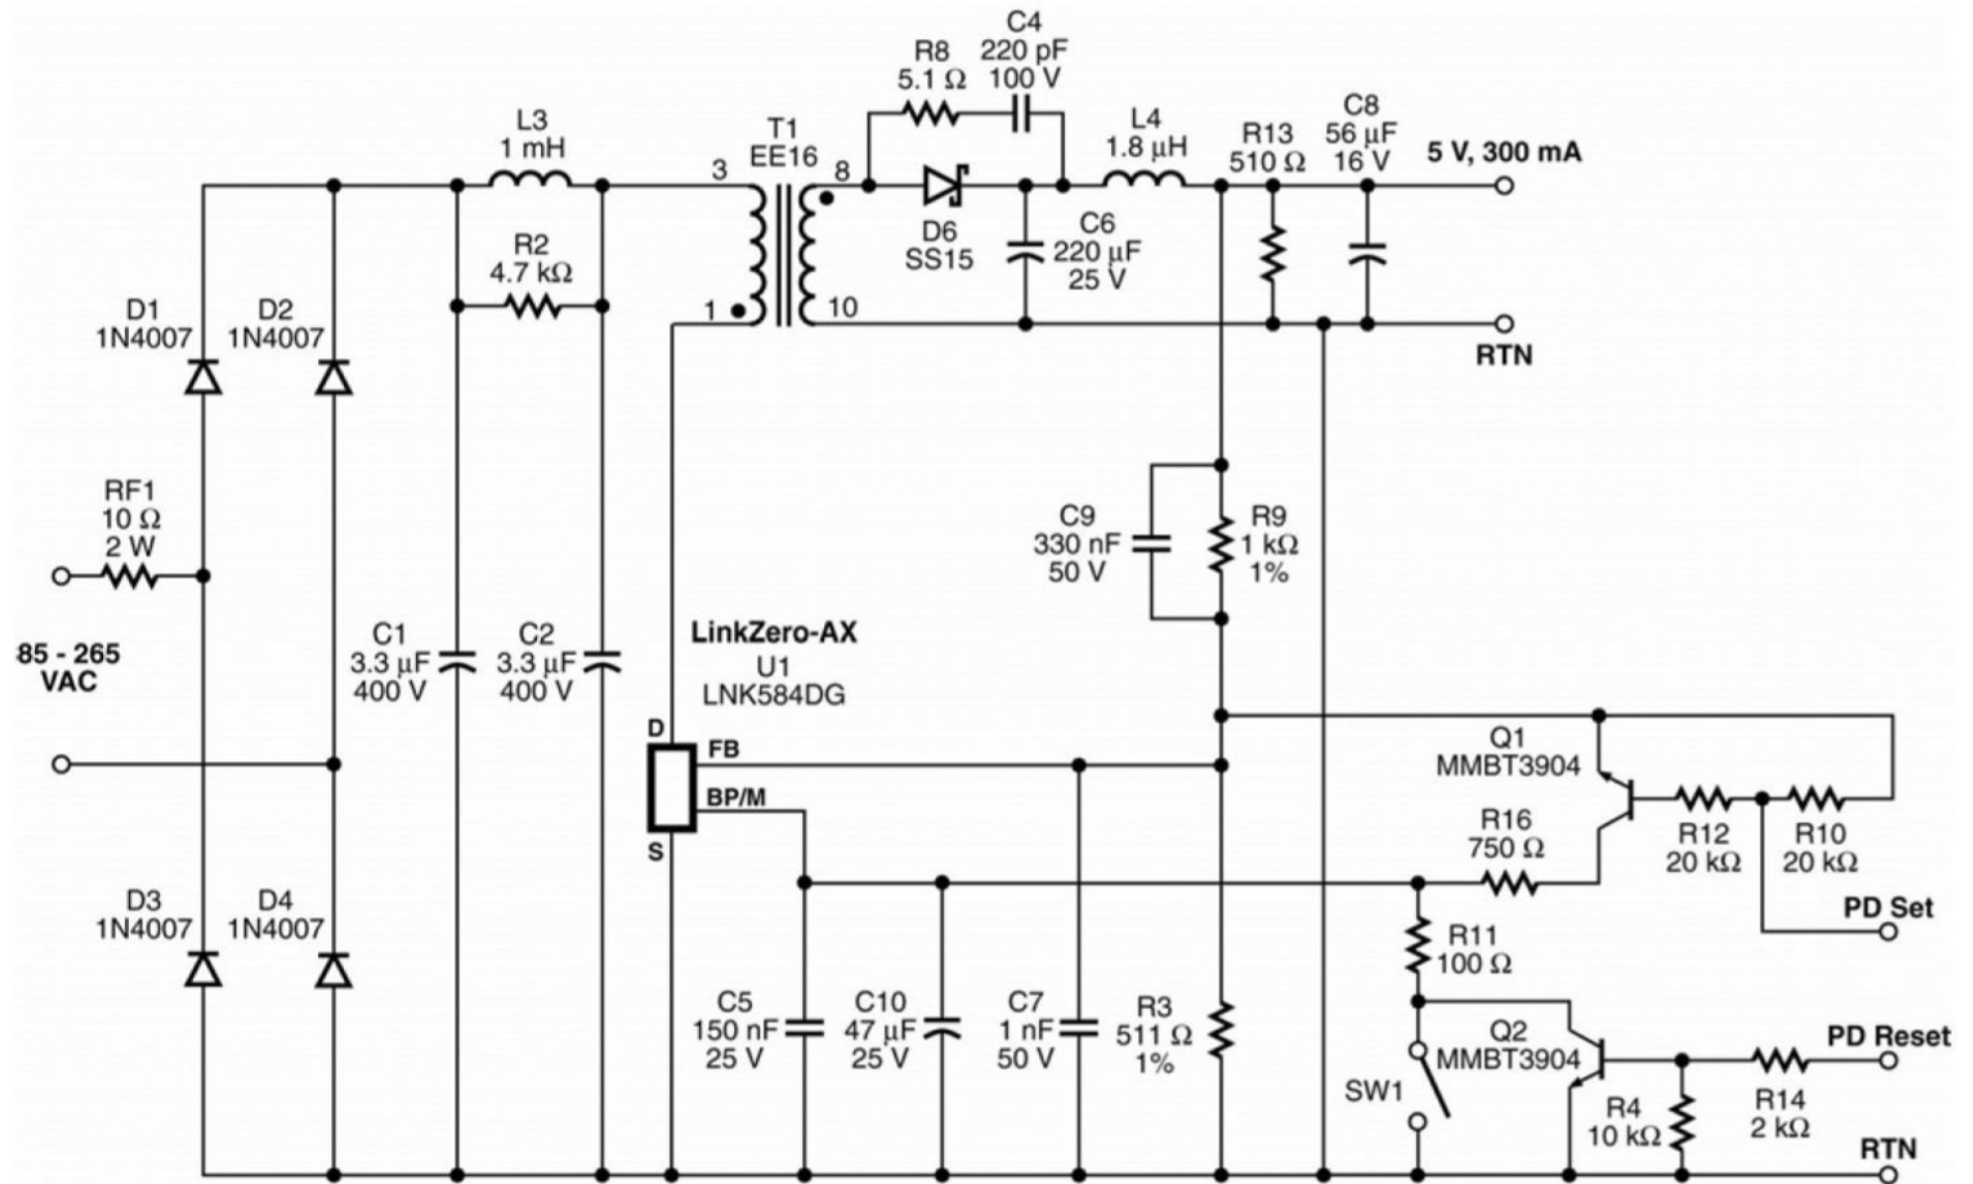 C4
220 pF
100 V
R8
5.1 Ω
L3
1 mH
T1
EE16
3
8
L4
1.8 μH
R13
510 Ω
C8
56 μF
16 V
5 V, 300 mA
R2
4.7 kΩ
D6
SS15
C6
220 μF
25 V
1
10
RTN
D1
1N4007
D2
1N4007
RF1
10 Ω
2 W
C9
330 nF
50 V
R9
1 kΩ
1%
85 - 265
VAC
C1
3.3 μF
400 V
C2
3.3 μF
400 V
LinkZero-AX
U1
LNK584DG
D
FB
BP/M
S
Q1
MMBT3904
R16
750 Ω
R12
20 kΩ
R10
20 kΩ
PD Set
D3
1N4007
D4
1N4007
R11
100 Ω
C5
150 nF
25 V
C10
47 μF
25 V
C7
1 nF
50 V
R3
511 Ω
1%
Q2
MMBT3904
PD Reset
SW1
R4
10 kΩ
R14
2 kΩ
RTN